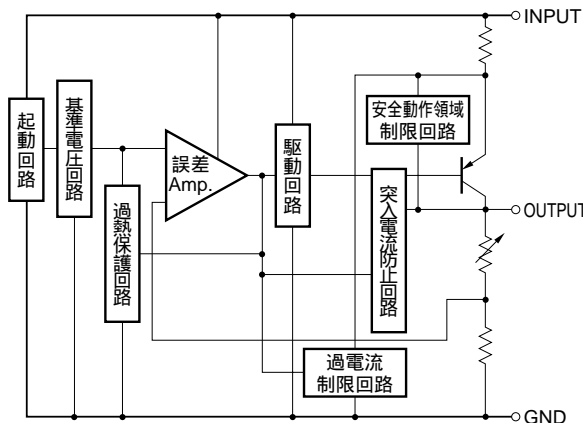 INPUT
起動回路
基準電圧回路
過熱保護回路
誤差
Amp.
駆動回路
安全動作領域
制限回路
突入電流防止回路
OUTPUT
過電流
制限回路
GND